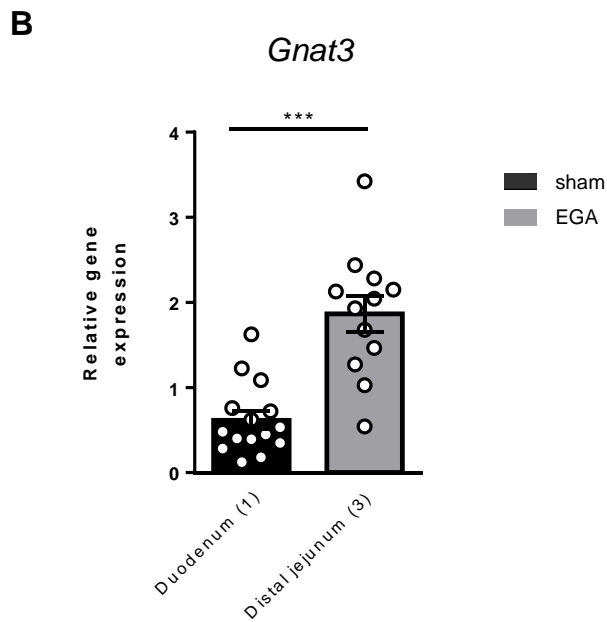 B
Gnat3
***
4
3
2
1
0
Relative gene
expression
Duodenum (1)
Distal jejunum (3)
sham
EGA